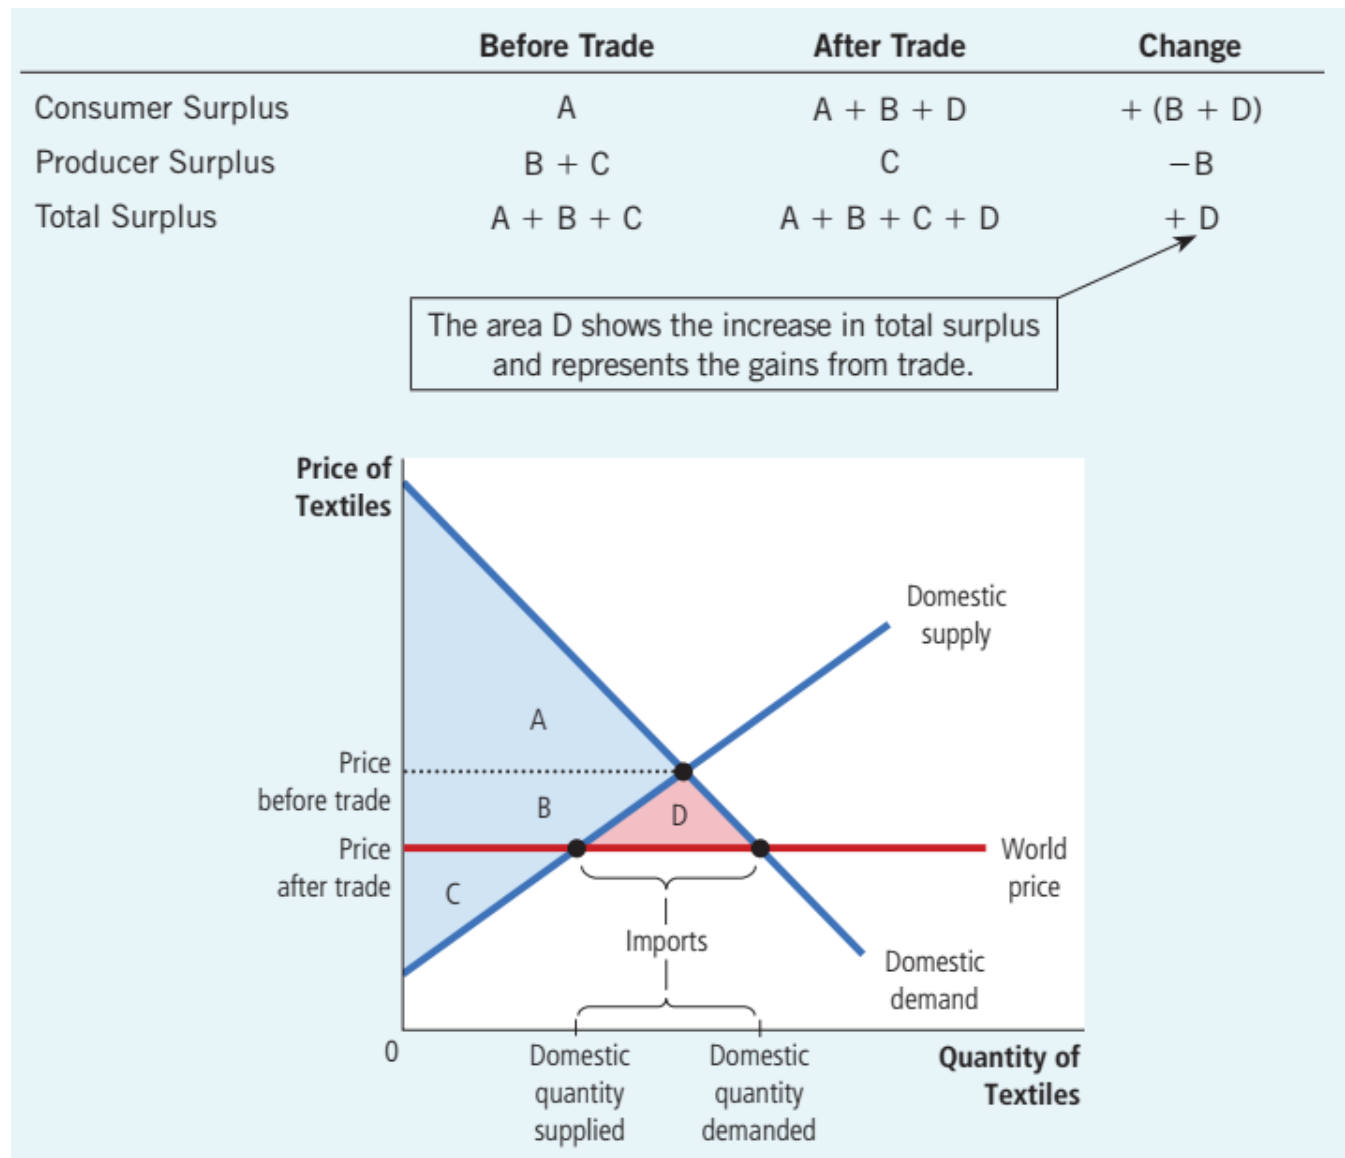 Before Trade After Trade Change
Consumer Surplus A A + B + D + (B + D)
Producer Surplus B + C C −B
Total Surplus A + B + C A + B + C + D + D
The area D shows the increase in total surplus
and represents the gains from trade.
Price of
Textiles
Domestic
supply
A
Price
before trade
B
D
Price
after trade
World
price
C
Imports
Domestic
demand
0
Domestic
quantity
supplied
Domestic
quantity
demanded
Quantity of
Textiles